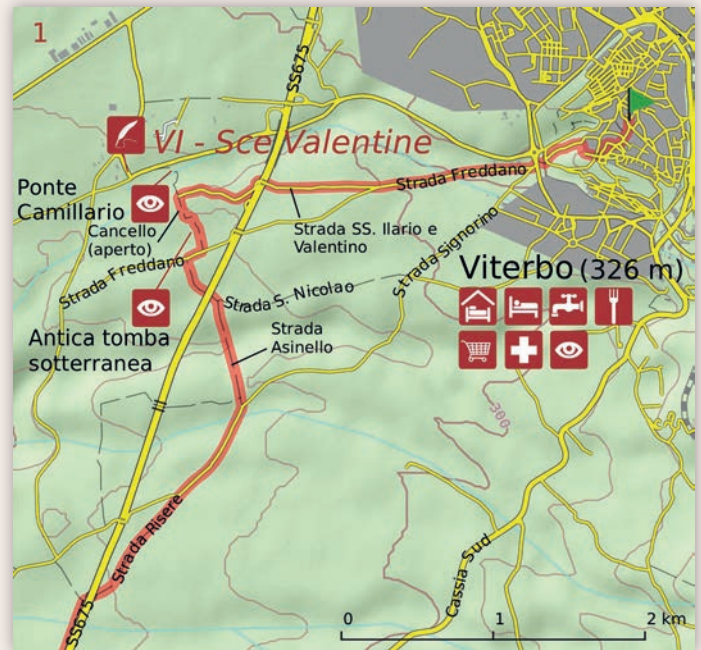 1
SS675
VI - Sce Valentine
Ponte
Camillario
Cancello
(aperto)
Strada Freddano
Strada SS. Ilario e
Valentino
Strada Signorino
Viterbo (326 m)
Strada Freddano
Strada S. Nicolao
Antica tomba
sotterranea
Strada
Asinello
300
Strada Risere
Cassia Sud
SS675
0 1 2 km